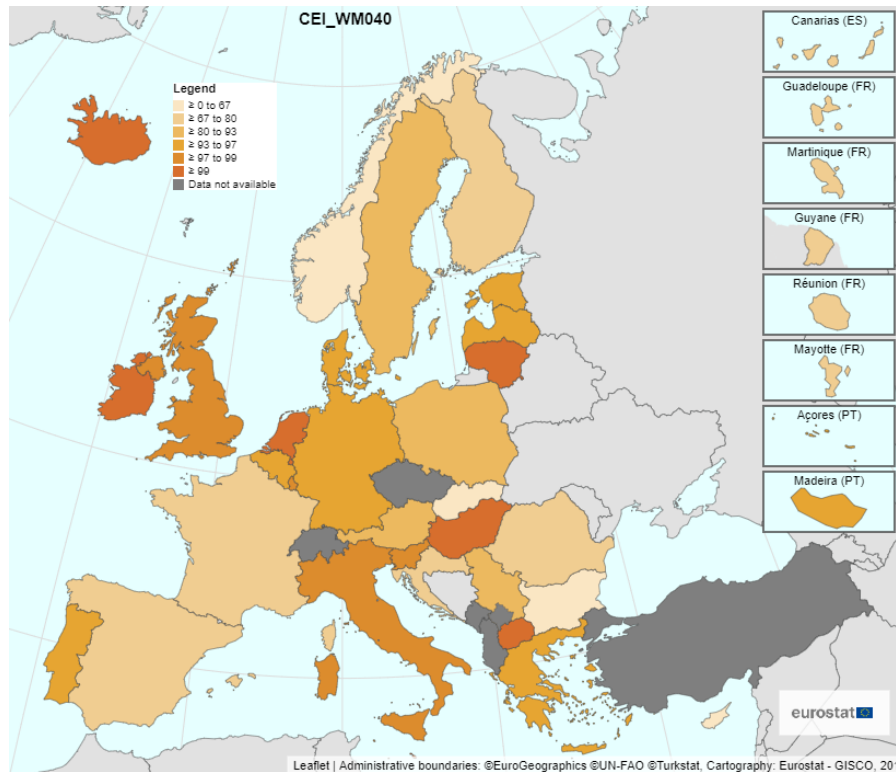 CEI_WM040
Legend
≥ 0 to 67
≥ 67 to 80
≥ 80 to 93
≥ 93 to 97
≥ 97 to 99
≥ 99
Data not available
Canarias (ES)
Guadeloupe (FR)
Martinique (FR)
Guyane (FR)
Réunion (FR)
Mayotte (FR)
Açores (PT)
Madeira (PT)
eurostat
Leaflet | Administrative boundaries: ©EuroGeographics ©UN-FAO ©Turkstat, Cartography: Eurostat - GISCO, 20